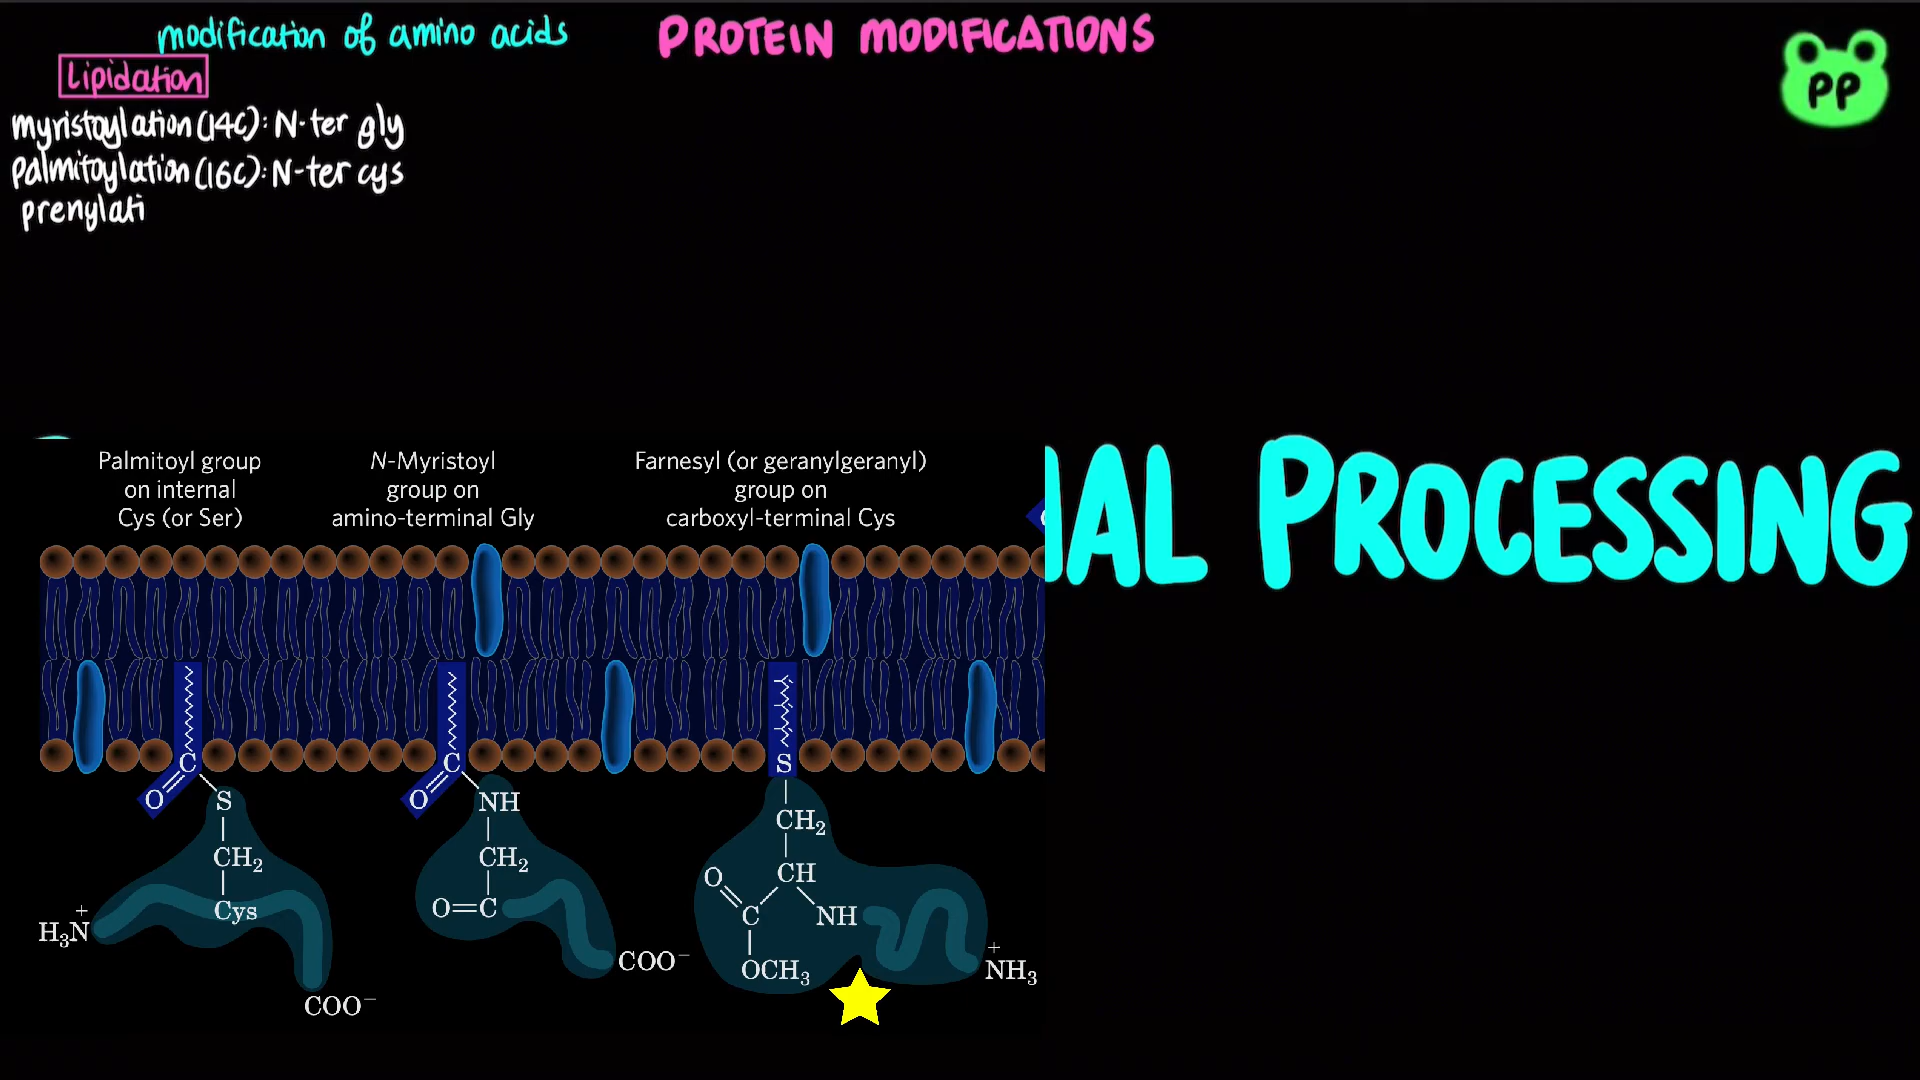 modification of amino acids
PROTEIN MODIFICATIONS
PP
Lipidation
myristoylation (14C): N-ter gly
palmitoylation (16C): N-ter cys
prenylati
Palmitoyl group
on internal
Cys (or Ser)
N-Myristoyl
group on
amino-terminal Gly
Farnesyl (or geranylgeranyl)
group on
carboxyl-terminal Cys
AL PROCESSING
C
O
S
CH₂
Cys
H₃N⁺
COO⁻
C
O
NH
CH₂
O=C
COO⁻
S
CH₂
CH
O
C
NH
OCH₃
⁺NH₃